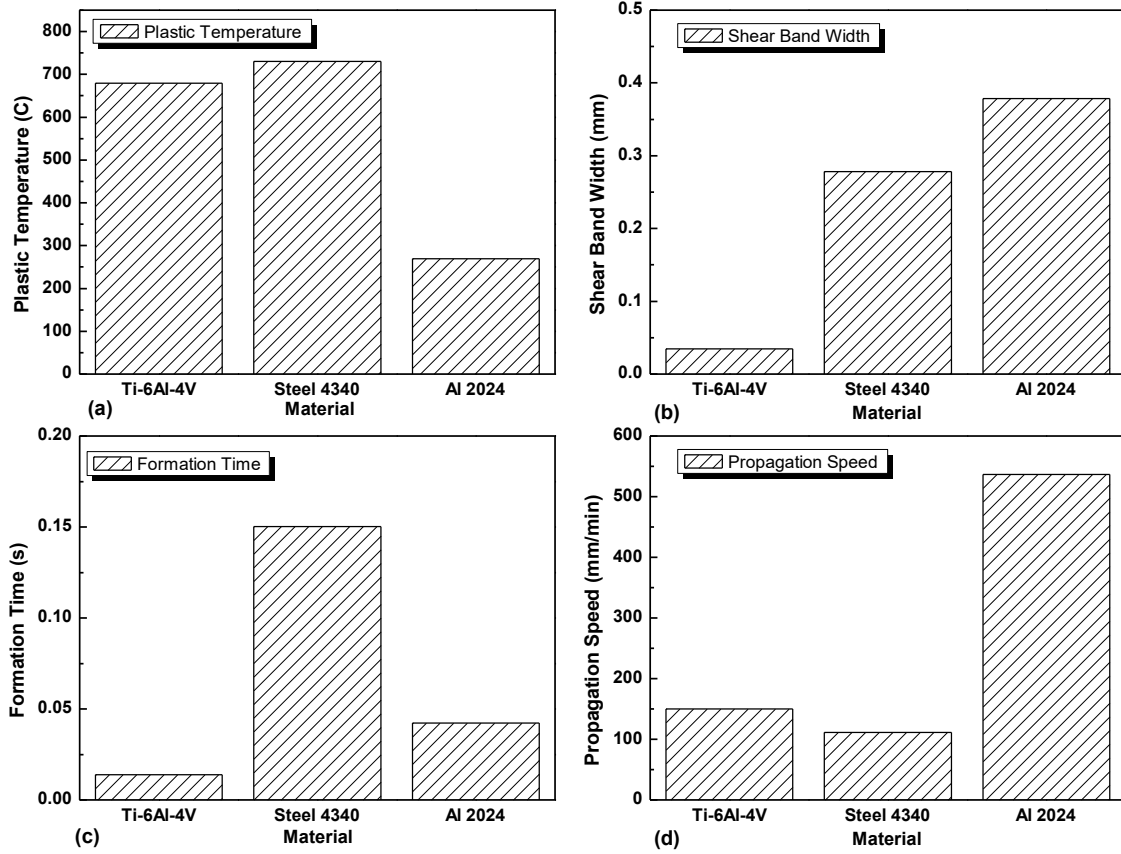 Plastic Temperature
Plastic Temperature (C)
800
700
600
500
400
300
200
100
0
Ti-6Al-4V Steel 4340 Al 2024
Material
(a)
Shear Band Width
Shear Band Width (mm)
0.5
0.4
0.3
0.2
0.1
0.0
Ti-6Al-4V Steel 4340 Al 2024
Material
(b)
Formation Time
Formation Time (s)
0.20
0.15
0.10
0.05
0.00
Ti-6Al-4V Steel 4340 Al 2024
Material
(c)
Propagation Speed
Propagation Speed (mm/min)
600
500
400
300
200
100
0
Ti-6Al-4V Steel 4340 Al 2024
Material
(d)